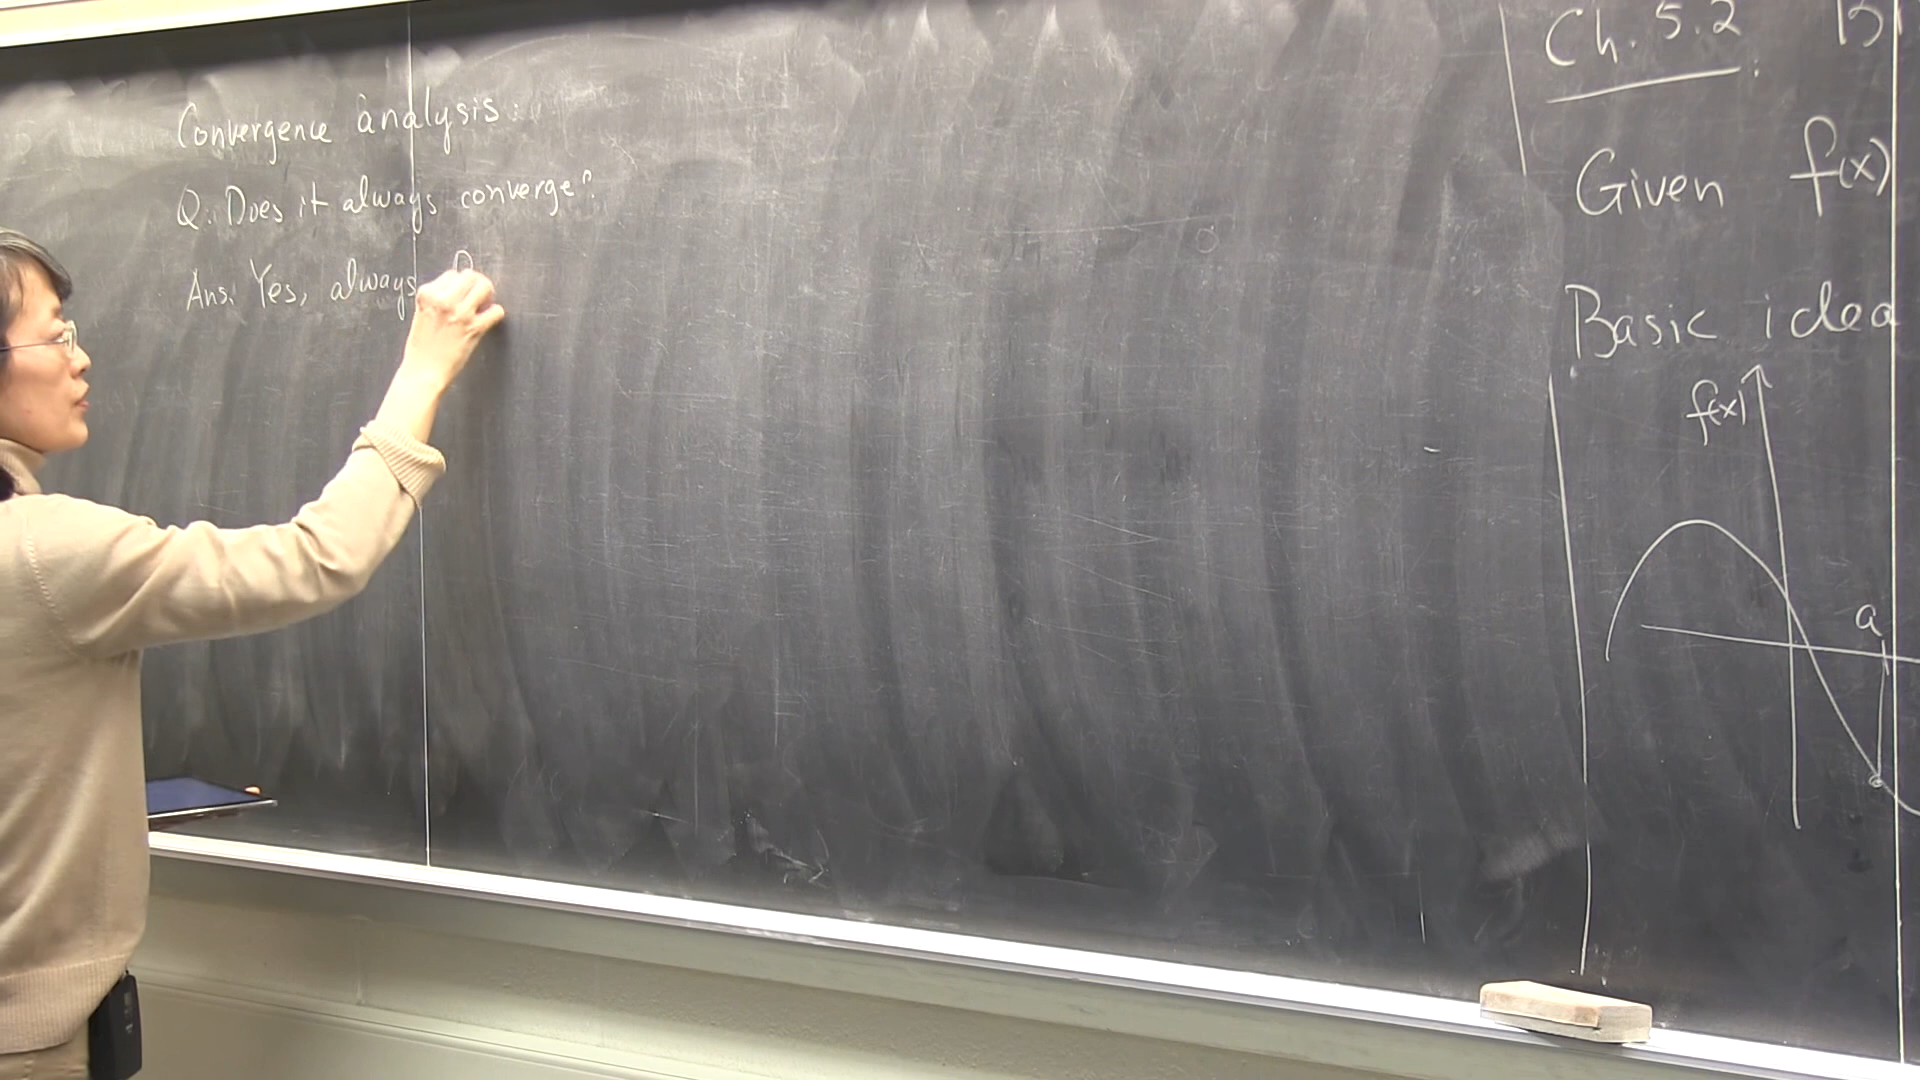 Convergence analysis:
Q: Does it always converge?
Ans. Yes, always
Ch. 5.2
Given f(x)
Basic idea
f(x)
a